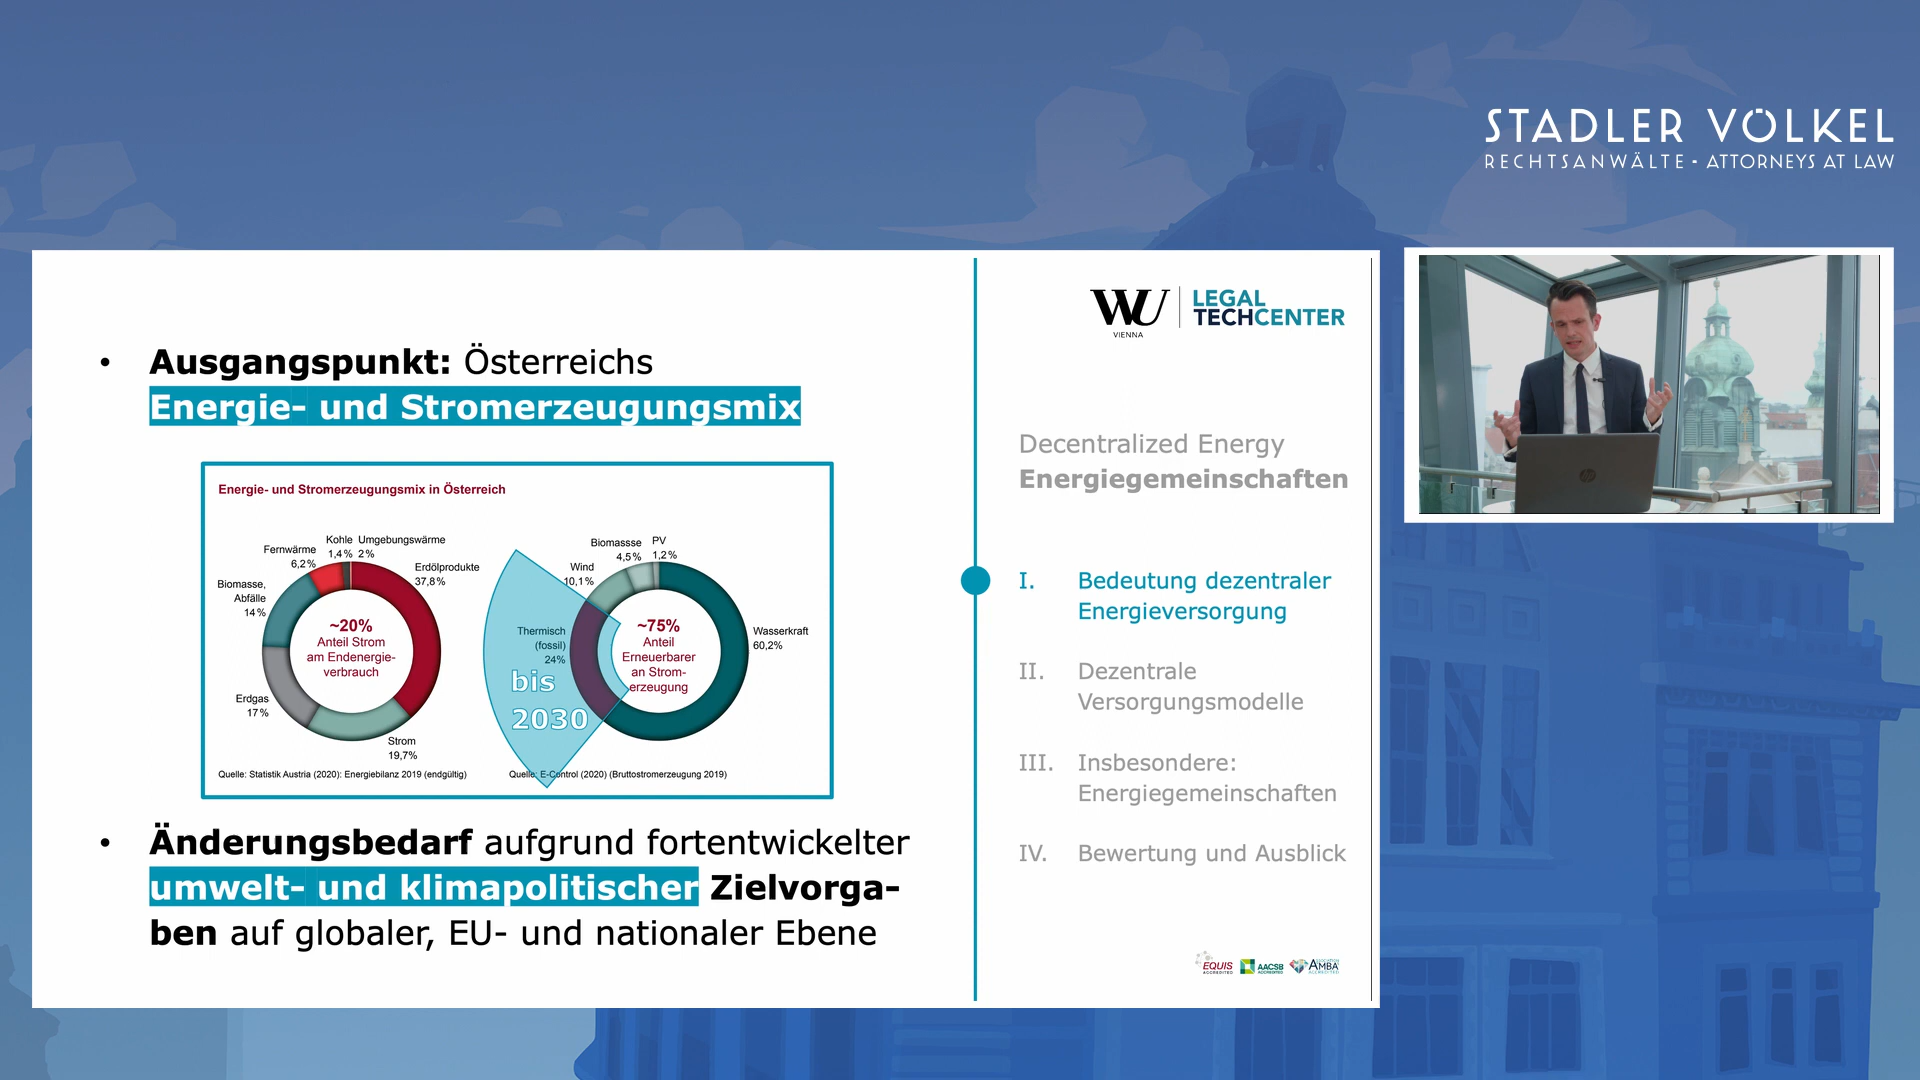 STADLER VÖLKEL
RECHTSANWÄLTE - ATTORNEYS AT LAW
• Ausgangspunkt: Österreichs
Energie- und Stromerzeugungsmix
Energie- und Stromerzeugungsmix in Österreich
Kohle
1,4%
Umgebungswärme
2%
Fernwärme
6,2%
Erdölprodukte
37,8%
Biomasse,
Abfälle
14%
~20%
Anteil Strom
am Endenergie-
verbrauch
Erdgas
17%
Strom
19,7%
Quelle: Statistik Austria (2020): Energiebilanz 2019 (endgültig)
Biomassse
4,5%
PV
1,2%
Wind
10,1%
Thermisch
(fossil)
24%
~75%
Anteil
Erneuerbarer
an Strom-
erzeugung
Wasserkraft
60,2%
bis
2030
Quelle: E-Control (2020) (Bruttostromerzeugung 2019)
• Änderungsbedarf aufgrund fortentwickelter
umwelt- und klimapolitischer Zielvorga-
ben auf globaler, EU- und nationaler Ebene
WU
VIENNA
LEGAL
TECHCENTER
Decentralized Energy
Energiegemeinschaften
I. Bedeutung dezentraler
Energieversorgung
II. Dezentrale
Versorgungsmodelle
III. Insbesondere:
Energiegemeinschaften
IV. Bewertung und Ausblick
EQUIS
ACCREDITED
AACSB
ACCREDITED
ASSOCIATION
AMBA
ACCREDITED
hp